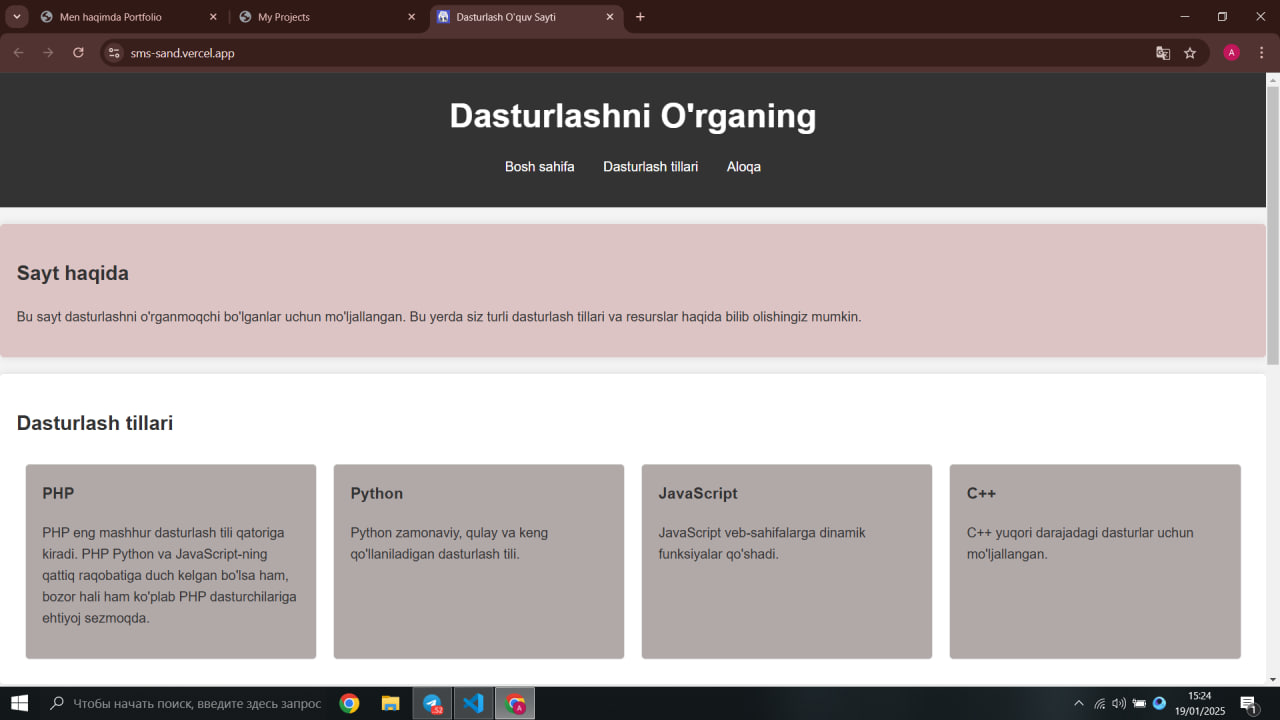 Men haqimda Portfolio
My Projects
Dasturlash O'quv Sayti
sms-sand.vercel.app
A
Dasturlashni O'rganing
Bosh sahifa Dasturlash tillari Aloqa
Sayt haqida
Bu sayt dasturlashni o'rganmoqchi bo'lganlar uchun mo'ljallangan. Bu yerda siz turli dasturlash tillari va resurslar haqida bilib olishingiz mumkin.
Dasturlash tillari
PHP
PHP eng mashhur dasturlash tili qatoriga
kiradi. PHP Python va JavaScript-ning
qattiq raqobatiga duch kelgan bo'lsa ham,
bozor hali ham ko'plab PHP dasturchilariga
ehtiyoj sezmoqda.
Python
Python zamonaviy, qulay va keng
qo'llaniladigan dasturlash tili.
JavaScript
JavaScript veb-sahifalarga dinamik
funksiyalar qo'shadi.
C++
C++ yuqori darajadagi dasturlar uchun
mo'ljallangan.
Чтобы начать поиск, введите здесь запрос
52
A
15:24
19/01/2025
1